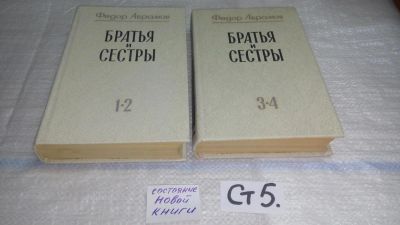 Федор Абрамов
БРАТЬЯ
И
СЕСТРЫ
1·2
Федор Абрамов
БРАТЬЯ
И
СЕСТРЫ
3·4
состояние
новой
книги
Ст 5.